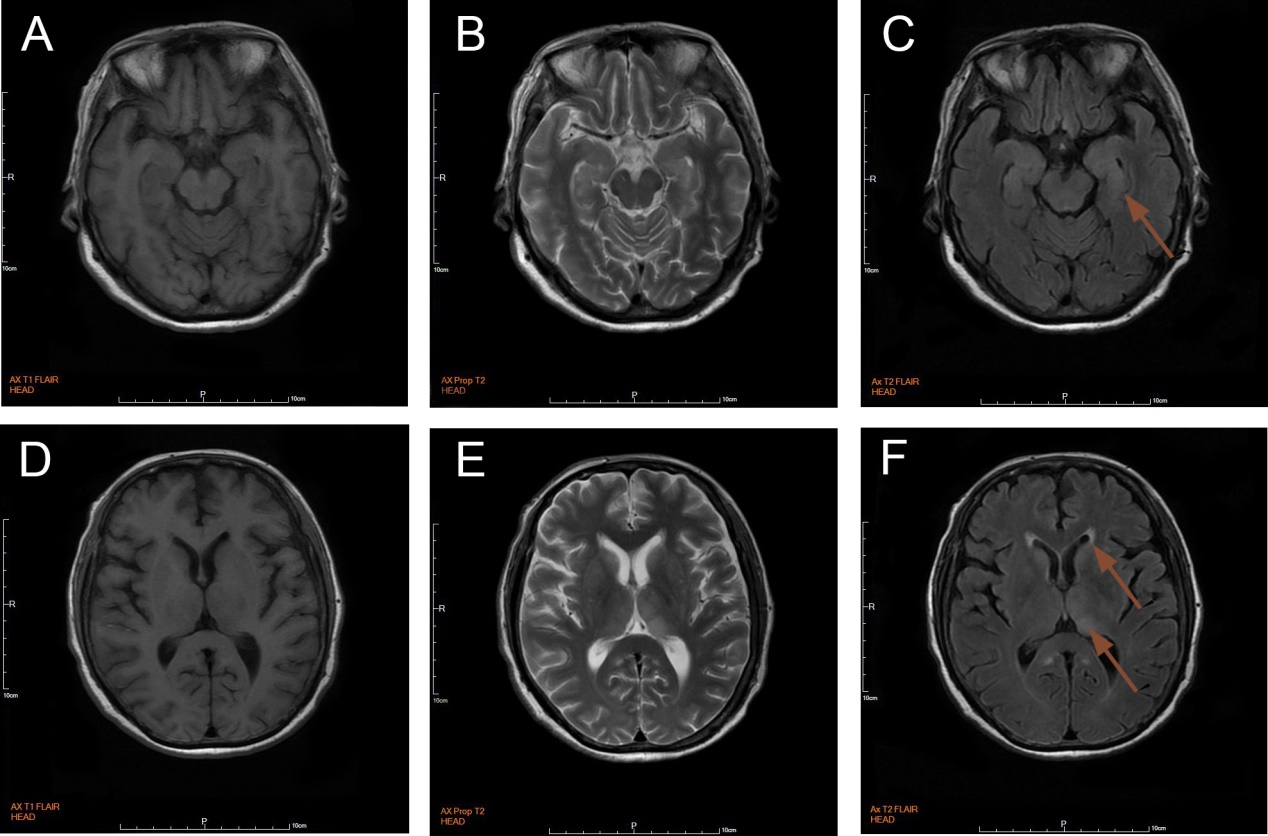 A
R
10cm
AX T1 FLAIR
HEAD
P
10cm
B
R
10cm
AX Prop T2
HEAD
P
10cm
C
R
10cm
Ax T2 FLAIR
HEAD
P
10cm
D
R
10cm
AX T1 FLAIR
HEAD
P
10cm
E
R
10cm
AX Prop T2
HEAD
P
10cm
F
R
10cm
Ax T2 FLAIR
HEAD
P
10cm